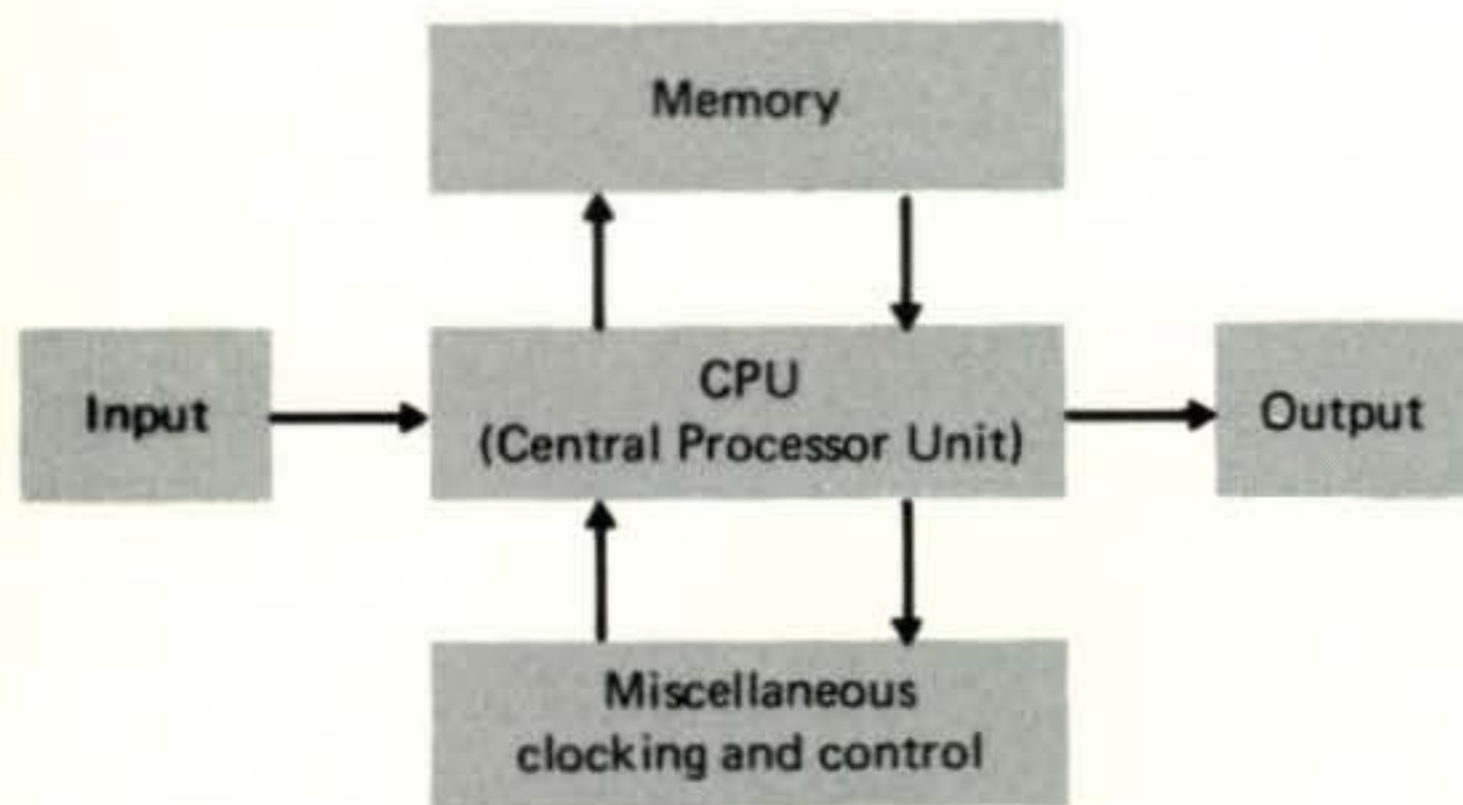 Memory
Input
CPU
(Central Processor Unit)
Output
Miscellaneous
clocking and control